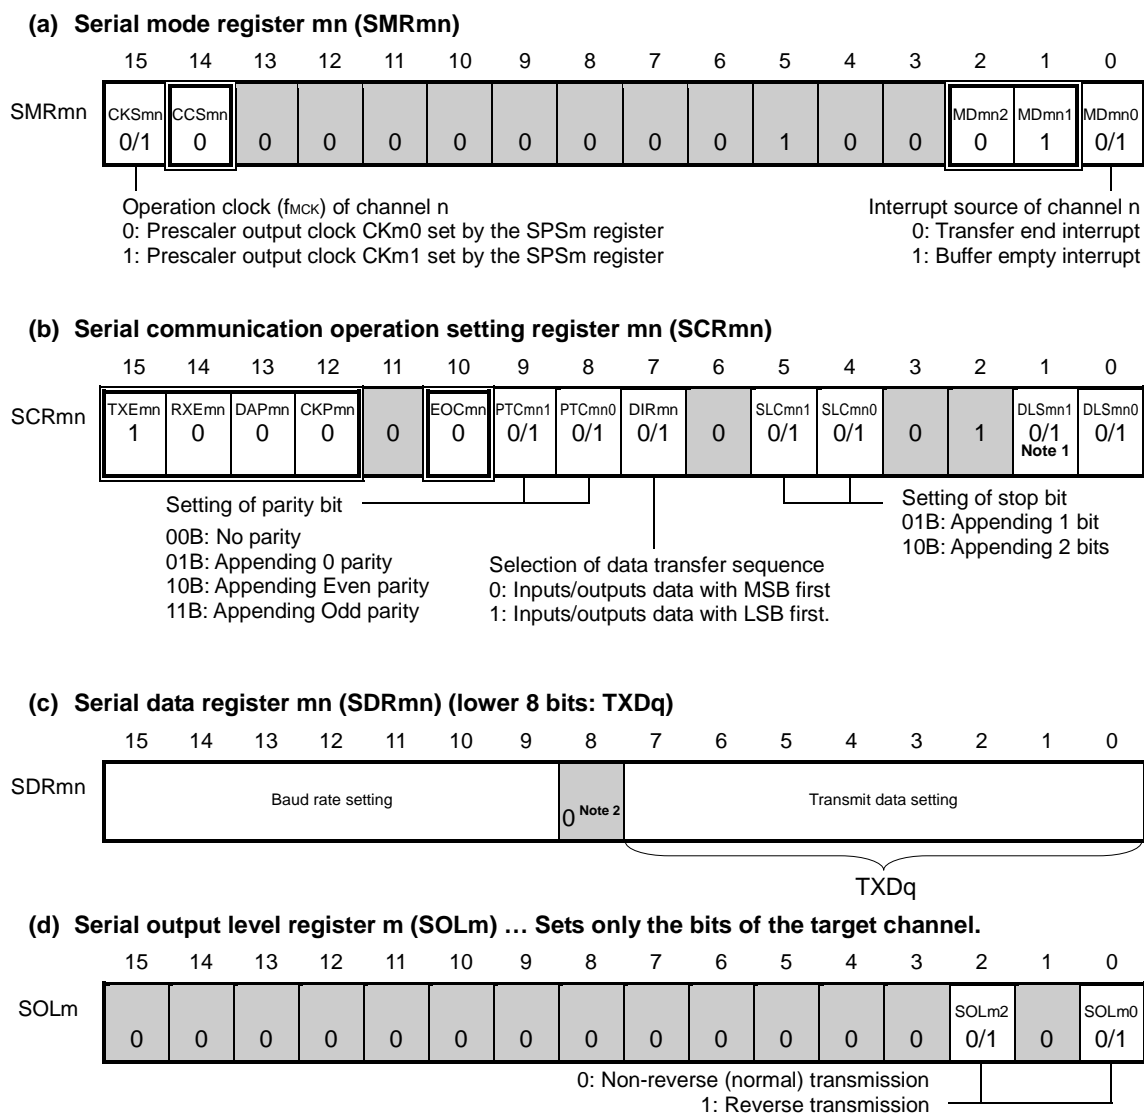 (a) Serial mode register mn (SMRmn)
15 14 13 12 11 10 9 8 7 6 5 4 3 2 1 0
SMRmn CKSmn CCSmn MDmn2 MDmn1 MDmn0
0/1 0 0 0 0 0 0 0 0 0 1 0 0 0 1 0/1
Operation clock (fMCK) of channel n Interrupt source of channel n
0: Prescaler output clock CKm0 set by the SPSm register 0: Transfer end interrupt
1: Prescaler output clock CKm1 set by the SPSm register 1: Buffer empty interrupt
(b) Serial communication operation setting register mn (SCRmn)
15 14 13 12 11 10 9 8 7 6 5 4 3 2 1 0
SCRmn TXEmn RXEmn DAPmn CKPmn EOCmn PTCmn1 PTCmn0 DIRmn SLCmn1 SLCmn0 DLSmn1 DLSmn0
1 0 0 0 0 0 0/1 0/1 0/1 0 0/1 0/1 0 1 0/1 0/1
Note 1
Setting of parity bit
00B: No parity
01B: Appending 0 parity
10B: Appending Even parity
11B: Appending Odd parity
Selection of data transfer sequence
0: Inputs/outputs data with MSB first
1: Inputs/outputs data with LSB first.
Setting of stop bit
01B: Appending 1 bit
10B: Appending 2 bits
(c) Serial data register mn (SDRmn) (lower 8 bits: TXDq)
15 14 13 12 11 10 9 8 7 6 5 4 3 2 1 0
SDRmn Baud rate setting 0 Note 2 Transmit data setting
TXDq
(d) Serial output level register m (SOLm) … Sets only the bits of the target channel.
15 14 13 12 11 10 9 8 7 6 5 4 3 2 1 0
SOLm SOLm2 SOLm0
0 0 0 0 0 0 0 0 0 0 0 0 0 0/1 0 0/1
0: Non-reverse (normal) transmission
1: Reverse transmission